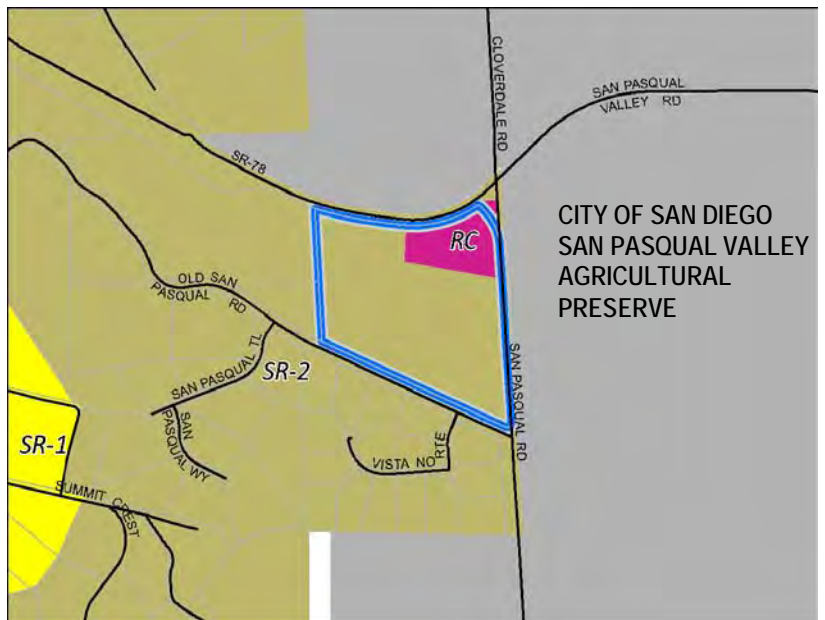 CLOVERDALE RD
SAN PASQUAL
VALLEY RD
SR-78
CITY OF SAN DIEGO
SAN PASQUAL VALLEY
AGRICULTURAL
PRESERVE
RC
OLD SAN
PASQUAL RD
SAN PASQUAL TL
SR-2
SAN PASQUAL RD
SAN
PASQUAL WY
SR-1
VISTA NO
RTE
SUMMIT CREST